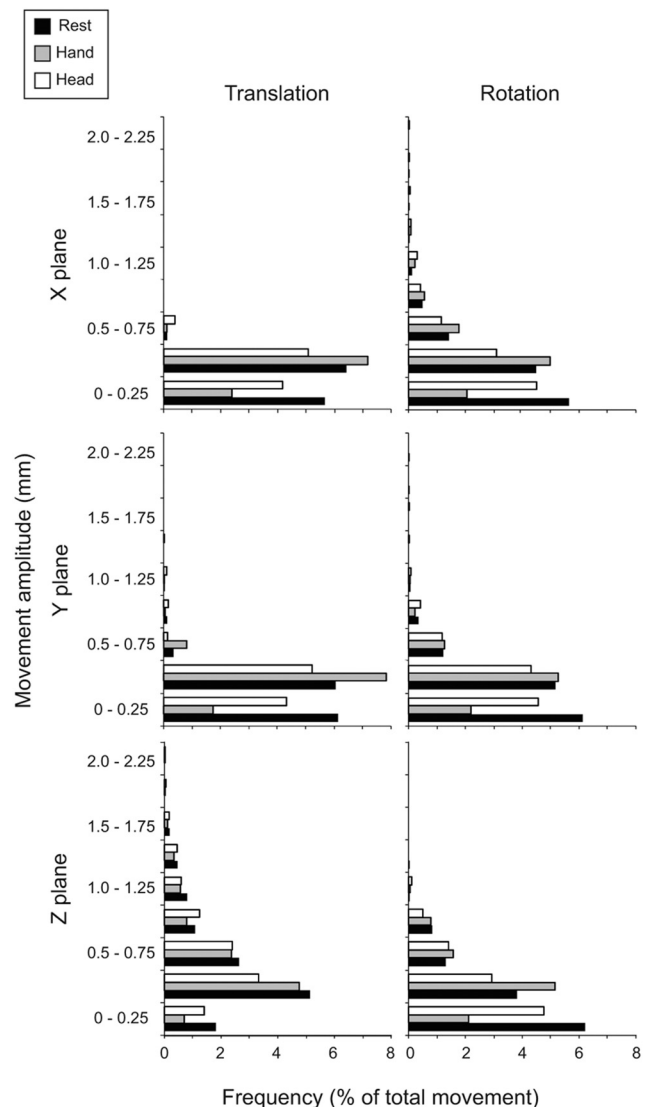 Rest
Hand
Head
Translation
Rotation
X plane
2.0 - 2.25
1.5 - 1.75
1.0 - 1.25
0.5 - 0.75
0 - 0.25
Movement amplitude (mm)
Y plane
2.0 - 2.25
1.5 - 1.75
1.0 - 1.25
0.5 - 0.75
0 - 0.25
Z plane
2.0 - 2.25
1.5 - 1.75
1.0 - 1.25
0.5 - 0.75
0 - 0.25
0 2 4 6 8 0 2 4 6 8
Frequency (% of total movement)